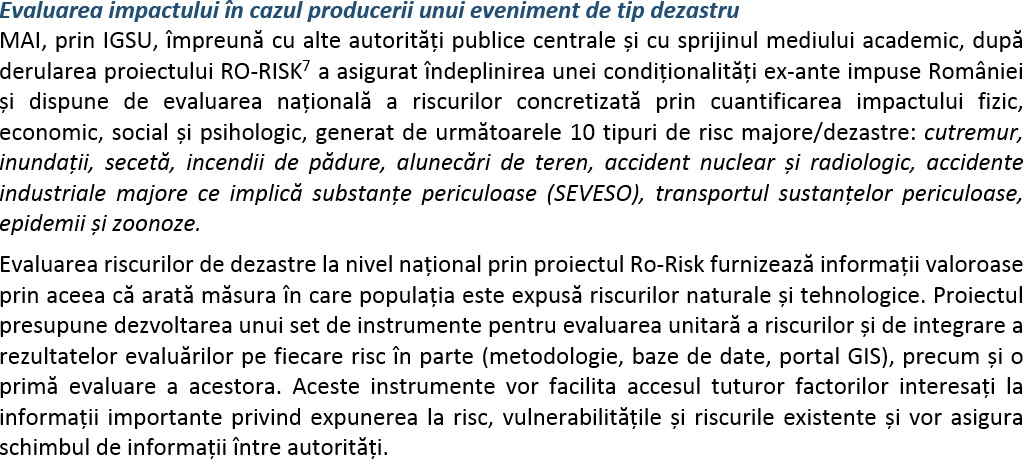 Evaluarea impactului în cazul producerii unui eveniment de tip dezastru
MAI, prin IGSU, împreună cu alte autorități publice centrale și cu sprijinul mediului academic, după
derularea proiectului RO-RISK⁷ a asigurat îndeplinirea unei condiționalități ex-ante impuse României
și dispune de evaluarea națională a riscurilor concretizată prin cuantificarea impactului fizic,
economic, social și psihologic, generat de următoarele 10 tipuri de risc majore/dezastre: cutremur,
inundații, secetă, incendii de pădure, alunecări de teren, accident nuclear și radiologic, accidente
industriale majore ce implică substanțe periculoase (SEVESO), transportul sustanțelor periculoase,
epidemii și zoonoze.
Evaluarea riscurilor de dezastre la nivel național prin proiectul Ro-Risk furnizează informații valoroase
prin aceea că arată măsura în care populația este expusă riscurilor naturale și tehnologice. Proiectul
presupune dezvoltarea unui set de instrumente pentru evaluarea unitară a riscurilor și de integrare a
rezultatelor evaluărilor pe fiecare risc în parte (metodologie, baze de date, portal GIS), precum și o
primă evaluare a acestora. Aceste instrumente vor facilita accesul tuturor factorilor interesați la
informații importante privind expunerea la risc, vulnerabilitățile și riscurile existente și vor asigura
schimbul de informații între autorități.